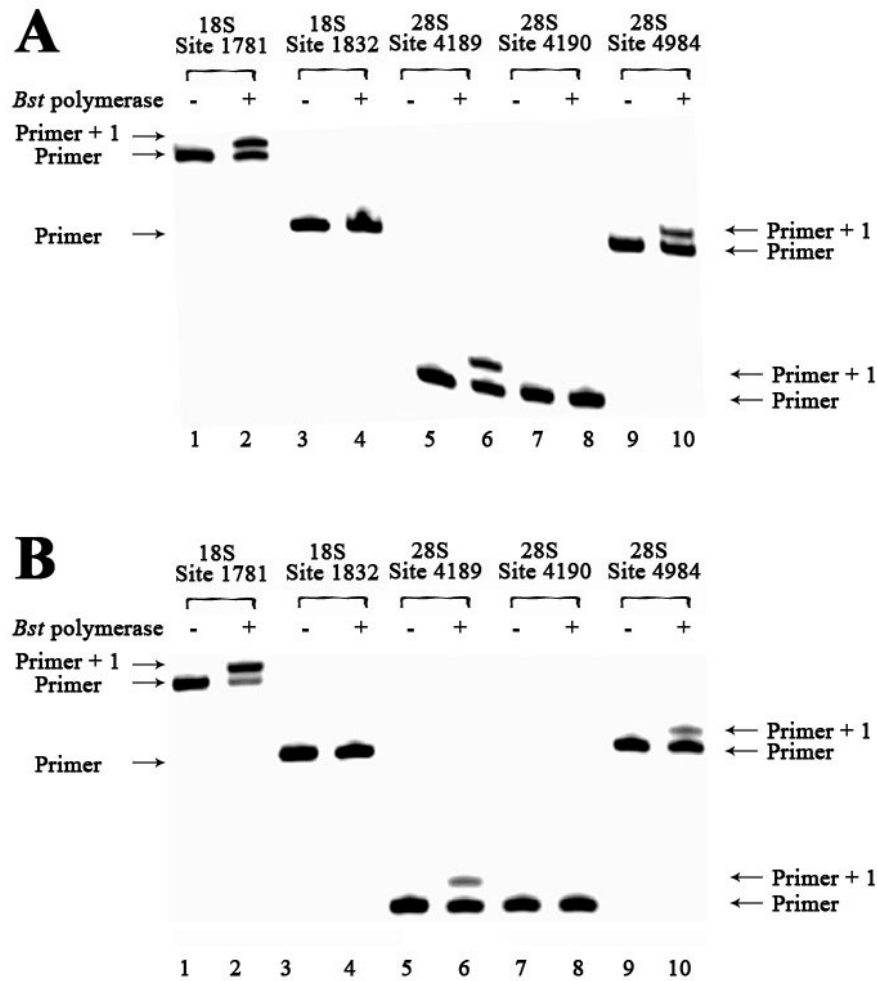 A
18S 18S 28S 28S 28S
Site 1781 Site 1832 Site 4189 Site 4190 Site 4984
Bst polymerase - + - + - + - + - +
Primer + 1
Primer
Primer
Primer + 1
Primer
Primer + 1
Primer
1 2 3 4 5 6 7 8 9 10
B
18S 18S 28S 28S 28S
Site 1781 Site 1832 Site 4189 Site 4190 Site 4984
Bst polymerase - + - + - + - + - +
Primer + 1
Primer
Primer
Primer + 1
Primer
Primer + 1
Primer
1 2 3 4 5 6 7 8 9 10